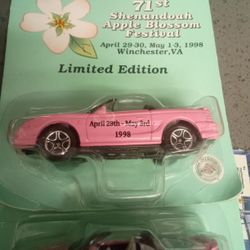 71st
Shenandoah
Apple Blossom
Festival
April 29-30, May 1-3, 1998
Winchester, VA
Limited Edition
April 29th - May 3rd
1998